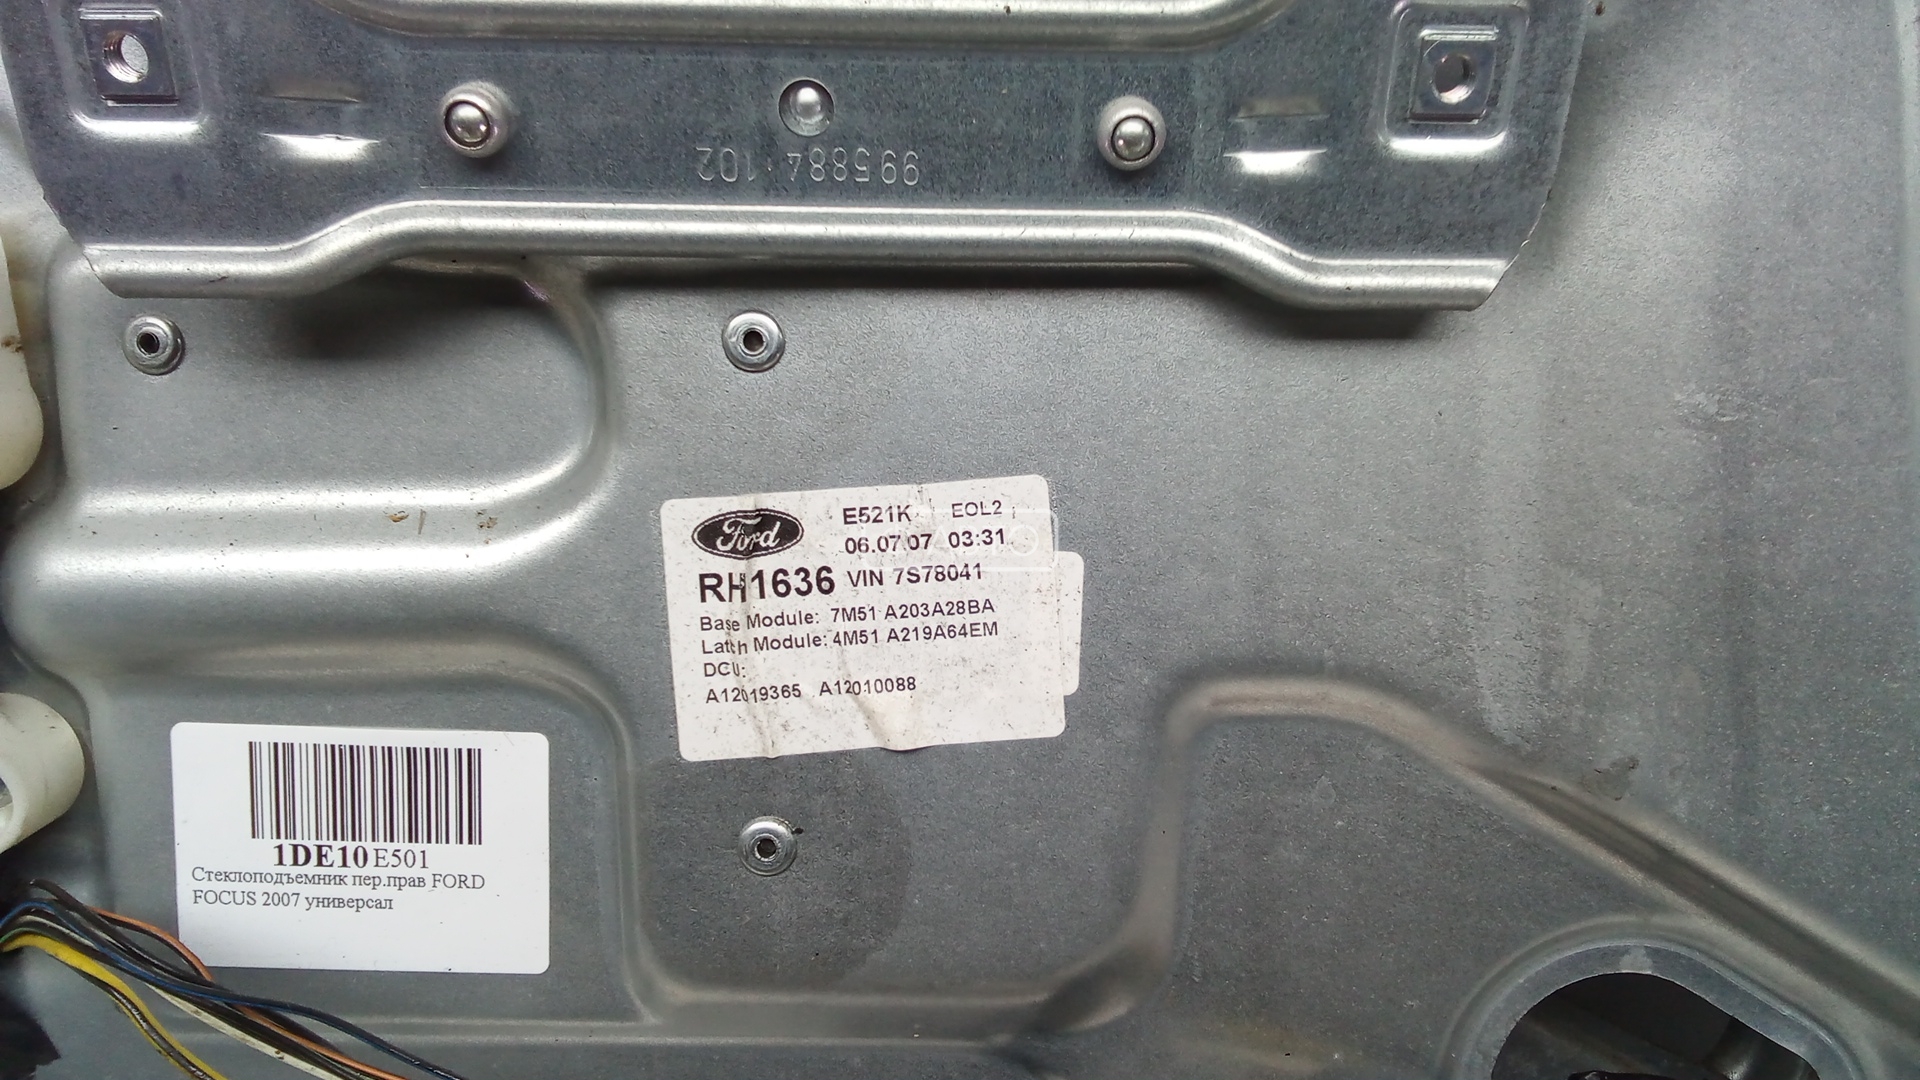 995884 102
Ford
E521K EOL2
06.07.07 03:31
RH1636 VIN 7S78041
Base Module: 7M51 A203A28BA
Latch Module: 4M51 A219A64EM
DCU:
A12019365 A12010088
1DE10 E501
Стеклоподъемник пер.прав FORD
FOCUS 2007 универсал